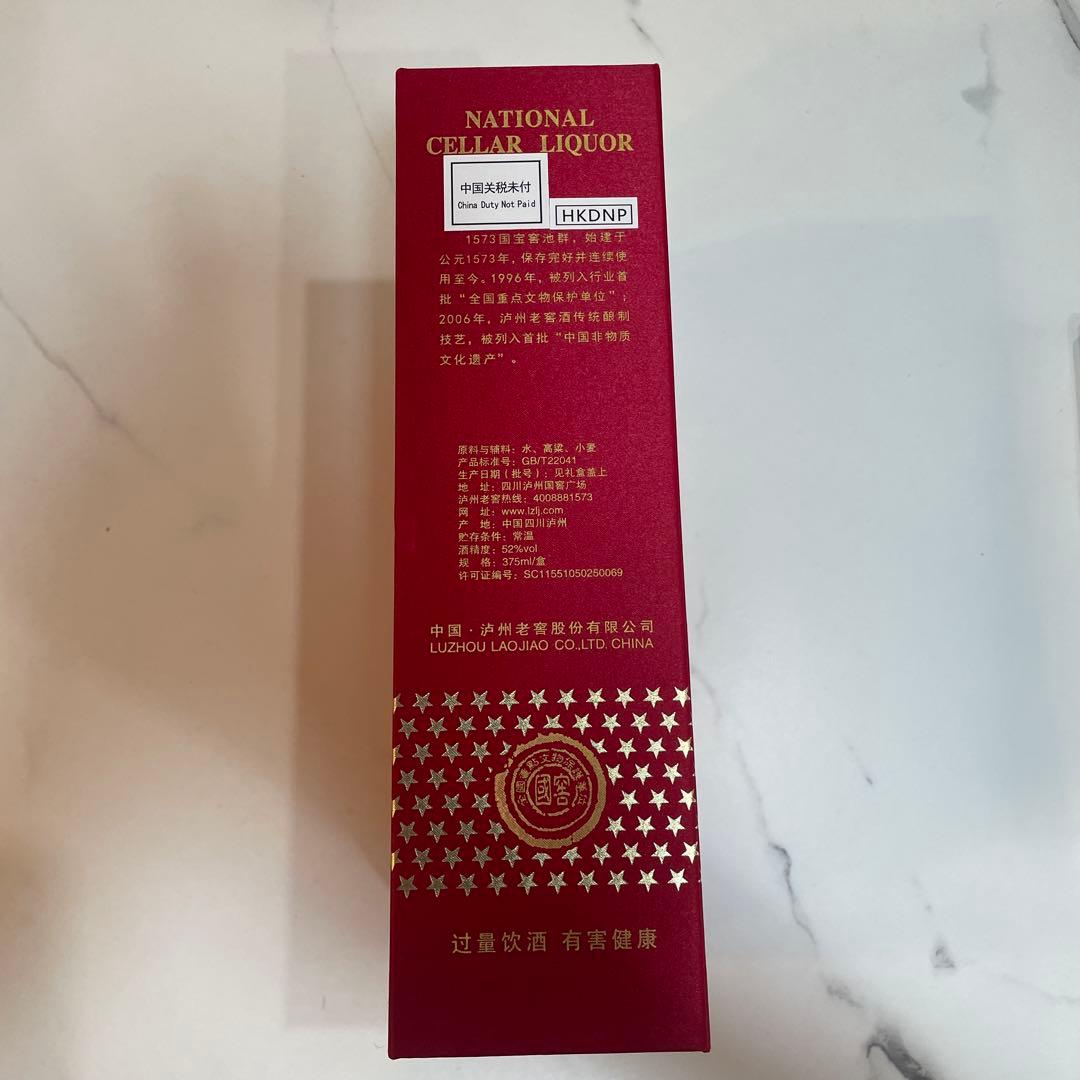 NATIONAL
CELLAR LIQUOR
中国关税未付
China Duty Not Paid
HKDNP
1573国宝窖池群，始建于
公元1573年，保存完好并连续使
用至今。1996年，被列入行业首
批“全国重点文物保护单位”；
2006年，泸州老窖酒传统酿制
技艺，被列入首批“中国非物质
文化遗产”。
原料与辅料：水、高粱、小麦
产品标准号：GB/T22041
生产日期（批号）：见礼盒盖上
地 址：四川泸州国窖广场
泸州老窖热线：4008881573
网 址：www.lzlj.com
产 地：中国四川泸州
贮存条件：常温
酒精度：52%vol
规 格：375ml/盒
许可证编号：SC11551050250069
中国·泸州老窖股份有限公司
LUZHOU LAOJIAO CO.,LTD. CHINA
全國重點文物保護單位
國窖
过量饮酒 有害健康